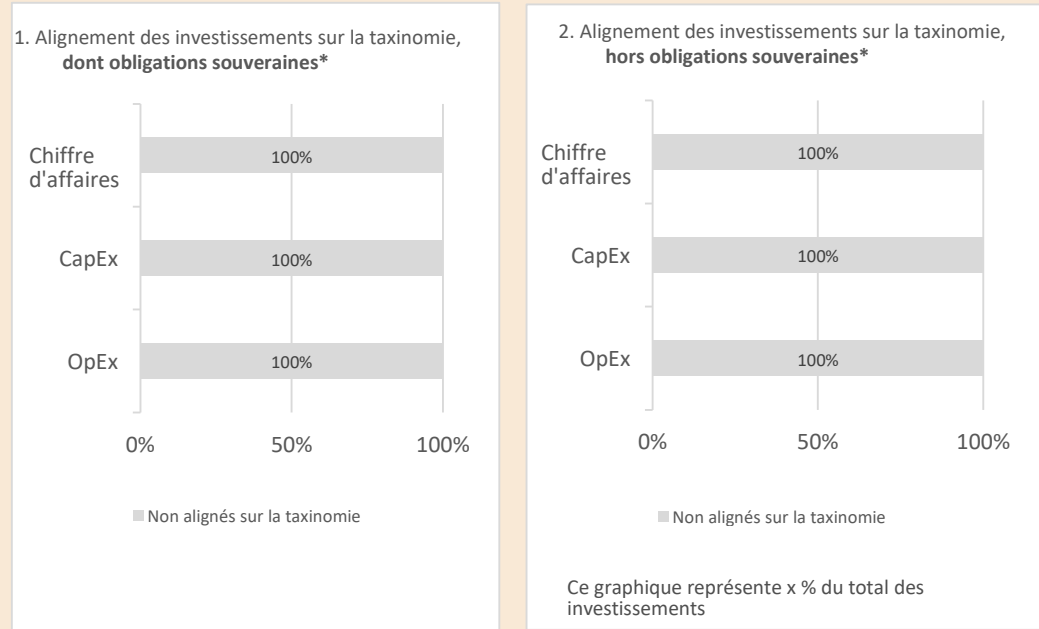 1. Alignement des investissements sur la taxinomie,
dont obligations souveraines*
Chiffre
d'affaires
100%
CapEx
100%
OpEx
100%
0%
50%
100%
Non alignés sur la taxinomie
2. Alignement des investissements sur la taxinomie,
hors obligations souveraines*
Chiffre
d'affaires
100%
CapEx
100%
OpEx
100%
0%
50%
100%
Non alignés sur la taxinomie
Ce graphique représente x % du total des
investissements